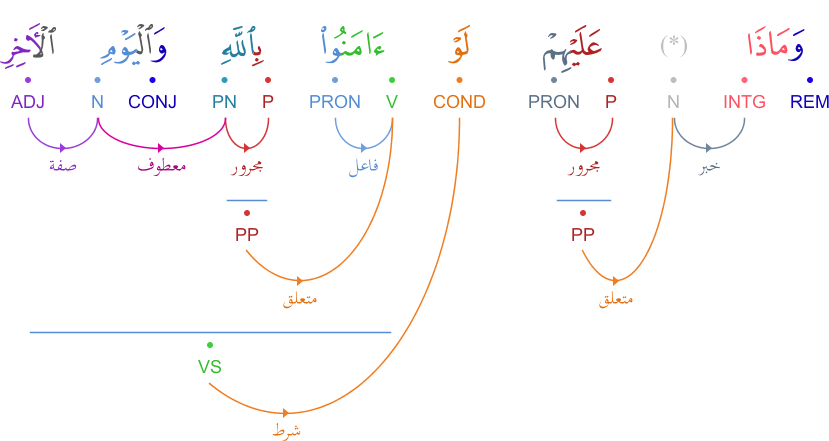 وَمَاذَا (*) عَلَيْهِمْ لَوْ ءَامَنُوا۟ بِٱللَّهِ وَٱلْيَوْمِ ٱلْأَخِرِ
REM INTG N P PRON COND V PRON P PN CONJ N ADJ
خبر مجرور فاعل مجرور معطوف صفة
PP PP
متعلق متعلق
VS
شرط